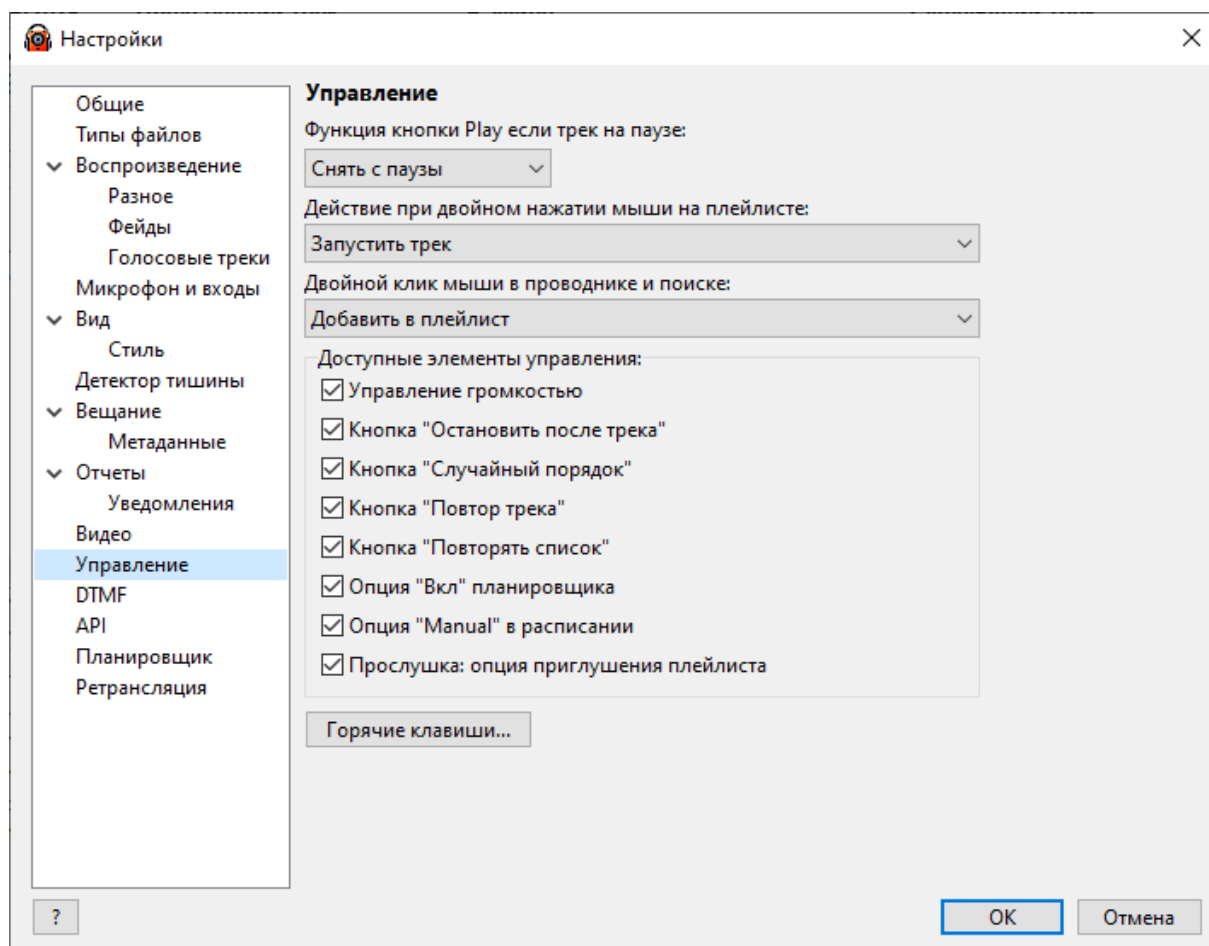 Настройки
Общие
Типы файлов
Воспроизведение
Разное
Фейды
Голосовые треки
Микрофон и входы
Вид
Стиль
Детектор тишины
Вещание
Метаданные
Отчеты
Уведомления
Видео
Управление
DTMF
API
Планировщик
Ретрансляция
Управление
Функция кнопки Play если трек на паузе:
Снять с паузы
Действие при двойном нажатии мыши на плейлисте:
Запустить трек
Двойной клик мыши в проводнике и поиске:
Добавить в плейлист
Доступные элементы управления:
Управление громкостью
Кнопка "Остановить после трека"
Кнопка "Случайный порядок"
Кнопка "Повтор трека"
Кнопка "Повторять список"
Опция "Вкл" планировщика
Опция "Manual" в расписании
Прослушка: опция приглушения плейлиста
Горячие клавиши...
?
OK
Отмена